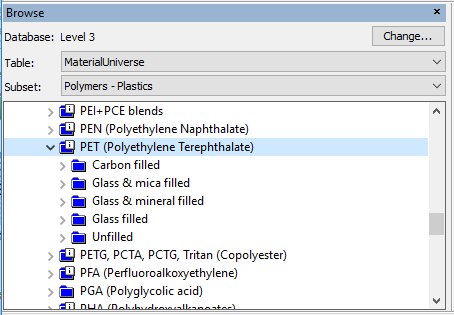 Browse
Database: Level 3 Change...
Table: MaterialUniverse
Subset: Polymers - Plastics
PEI+PCE blends
PEN (Polyethylene Naphthalate)
PET (Polyethylene Terephthalate)
Carbon filled
Glass & mica filled
Glass & mineral filled
Glass filled
Unfilled
PETG, PCTA, PCTG, Tritan (Copolyester)
PFA (Perfluoroalkoxyethylene)
PGA (Polyglycolic acid)
PHA (Polyhydroxyalkanoates)